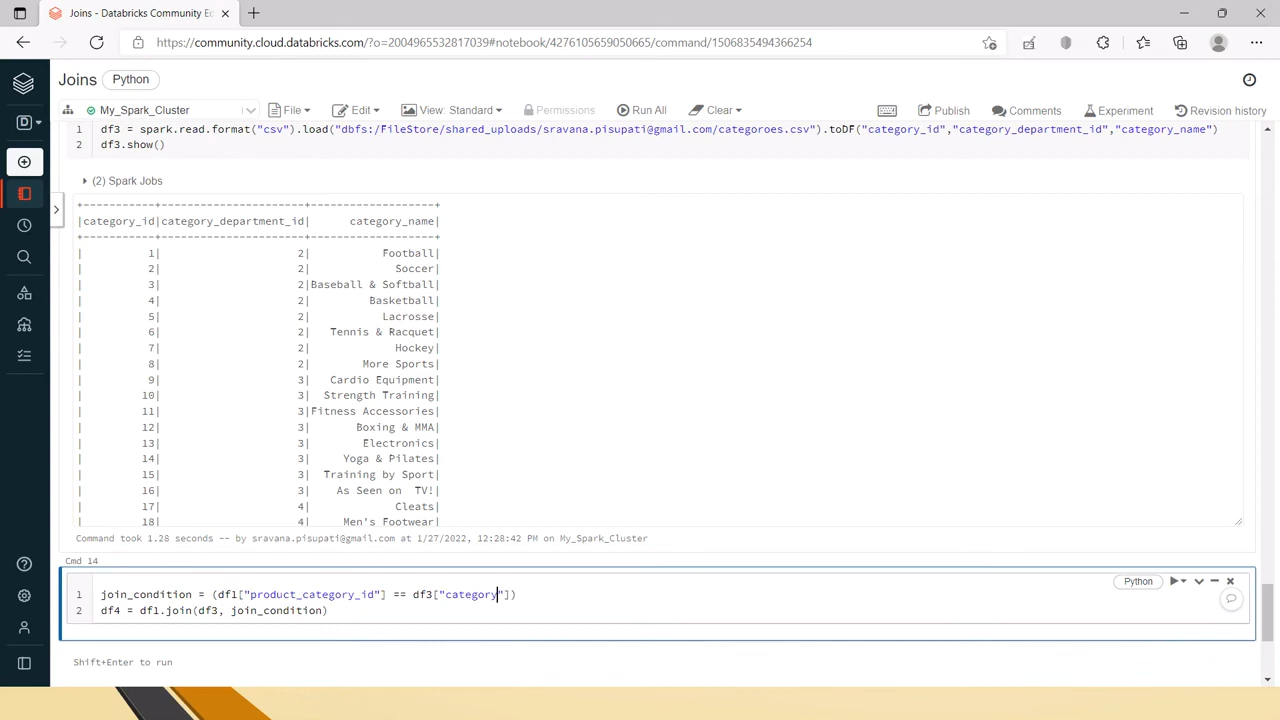 Joins - Databricks Community Ed
https://community.cloud.databricks.com/?o=2004965532817039#notebook/4276105659050665/command/1506835494366254
Joins Python
My_Spark_Cluster File Edit View: Standard Permissions Run All Clear Publish Comments Experiment Revision history
D
1 df3 = spark.read.format("csv").load("dbfs:/FileStore/shared_uploads/sravana.pisupati@gmail.com/categoroes.csv").toDF("category_id","category_department_id","category_name")
2 df3.show()
(2) Spark Jobs
+-----------+----------------------+-------------------+
|category_id|category_department_id|      category_name|
+-----------+----------------------+-------------------+
|          1|                     2|           Football|
|          2|                     2|             Soccer|
|          3|                     2|Baseball & Softball|
|          4|                     2|         Basketball|
|          5|                     2|           Lacrosse|
|          6|                     2|   Tennis & Racquet|
|          7|                     2|             Hockey|
|          8|                     2|        More Sports|
|          9|                     3|   Cardio Equipment|
|         10|                     3|  Strength Training|
|         11|                     3|Fitness Accessories|
|         12|                     3|       Boxing & MMA|
|         13|                     3|        Electronics|
|         14|                     3|     Yoga & Pilates|
|         15|                     3|  Training by Sport|
|         16|                     3|    As Seen on  TV!|
|         17|                     4|             Cleats|
|         18|                     4|     Men's Footwear|
Command took 1.28 seconds -- by sravana.pisupati@gmail.com at 1/27/2022, 12:28:42 PM on My_Spark_Cluster
Cmd 14
Python
1 join_condition = (df1["product_category_id"] == df3["category"])
2 df4 = df1.join(df3, join_condition)
Shift+Enter to run